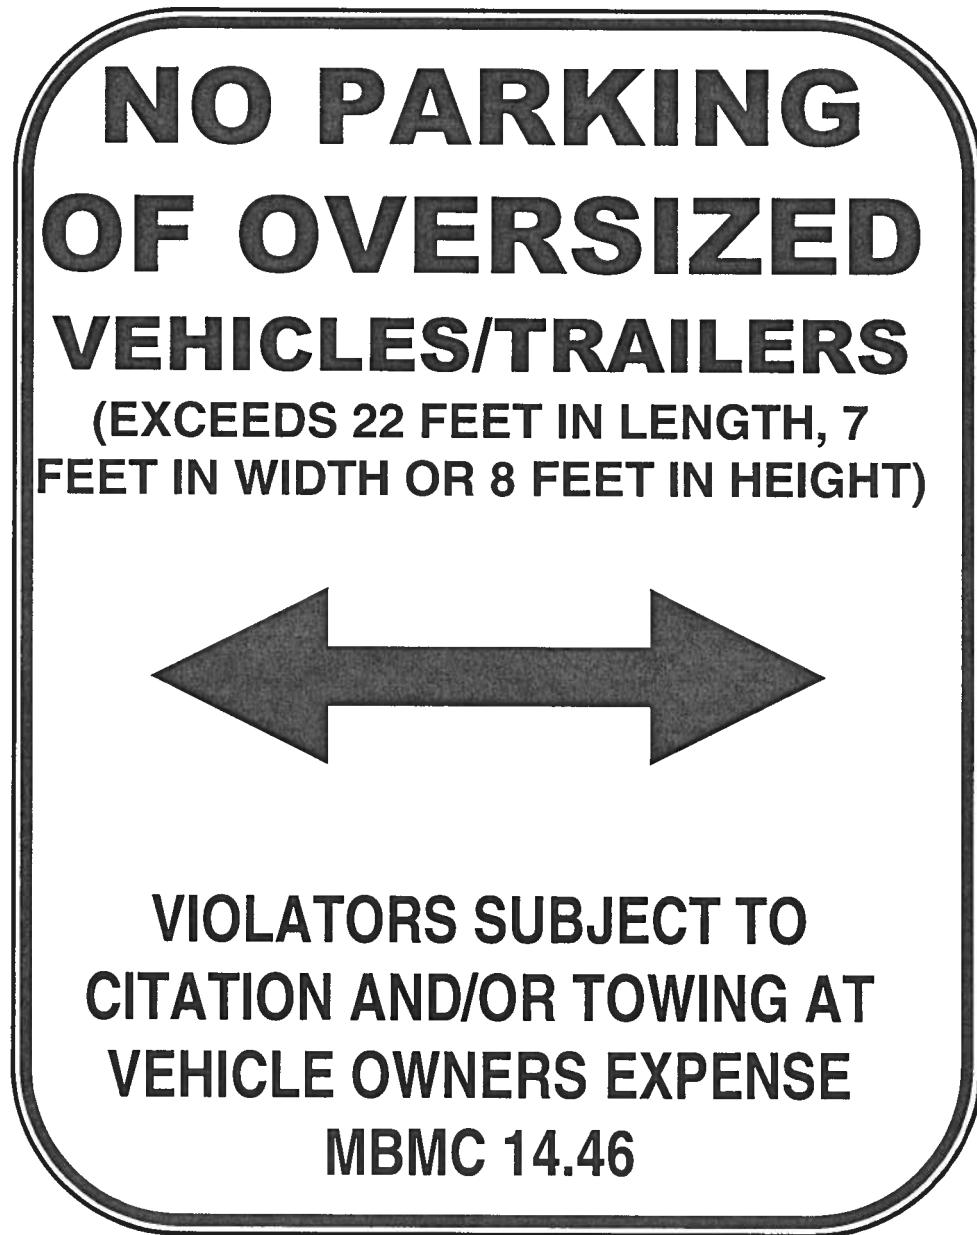 NO PARKING
OF OVERSIZED
VEHICLES/TRAILERS
(EXCEEDS 22 FEET IN LENGTH, 7
FEET IN WIDTH OR 8 FEET IN HEIGHT)
VIOLATORS SUBJECT TO
CITATION AND/OR TOWING AT
VEHICLE OWNERS EXPENSE
MBMC 14.46